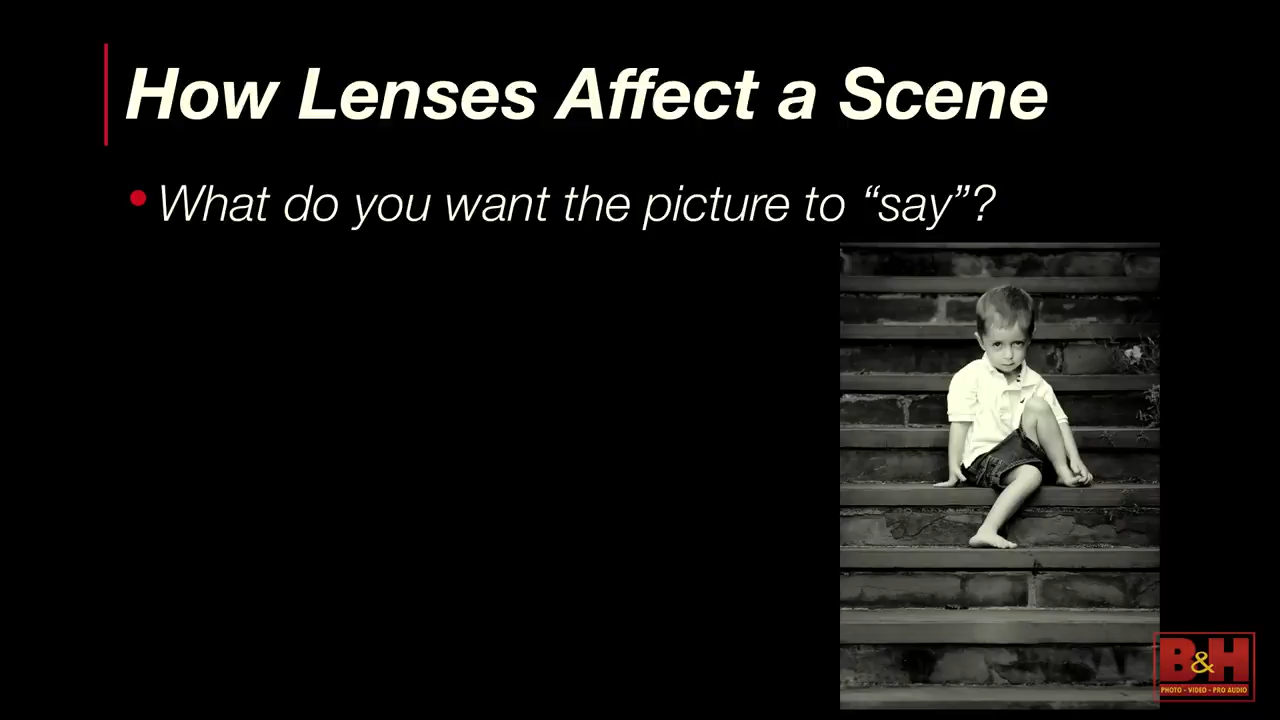 How Lenses Affect a Scene
• What do you want the picture to “say”?
B&H
PHOTO - VIDEO - PRO AUDIO